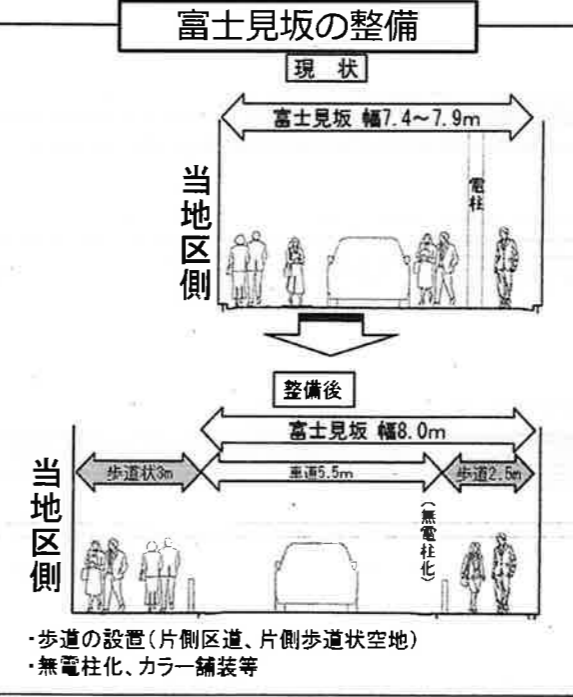 富士見坂の整備
現　状
富士見坂 幅7.4～7.9m
当地区側
電柱
整備後
富士見坂 幅8.0m
歩道状3m
車道5.5m
歩道2.5m
当地区側
(無電柱化)
・歩道の設置(片側区道、片側歩道状空地)
・無電柱化、カラー舗装等